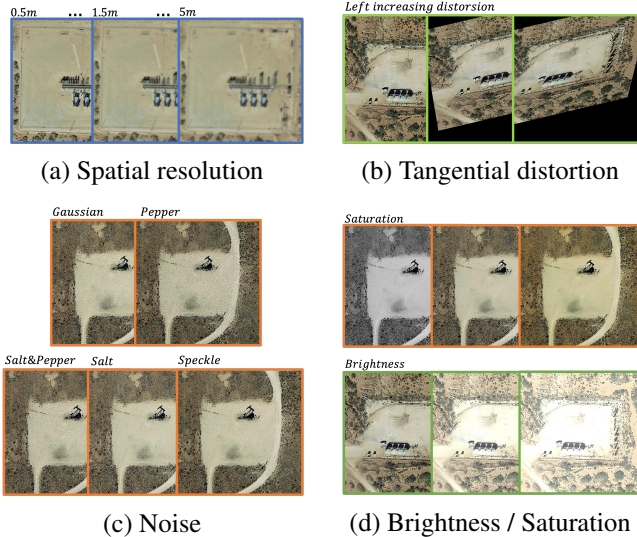 0.5m ... 1.5m ... 5m
Left increasing distorsion
(a) Spatial resolution
(b) Tangential distortion
Gaussian Pepper
Saturation
Salt&Pepper Salt Speckle
Brightness
(c) Noise
(d) Brightness / Saturation